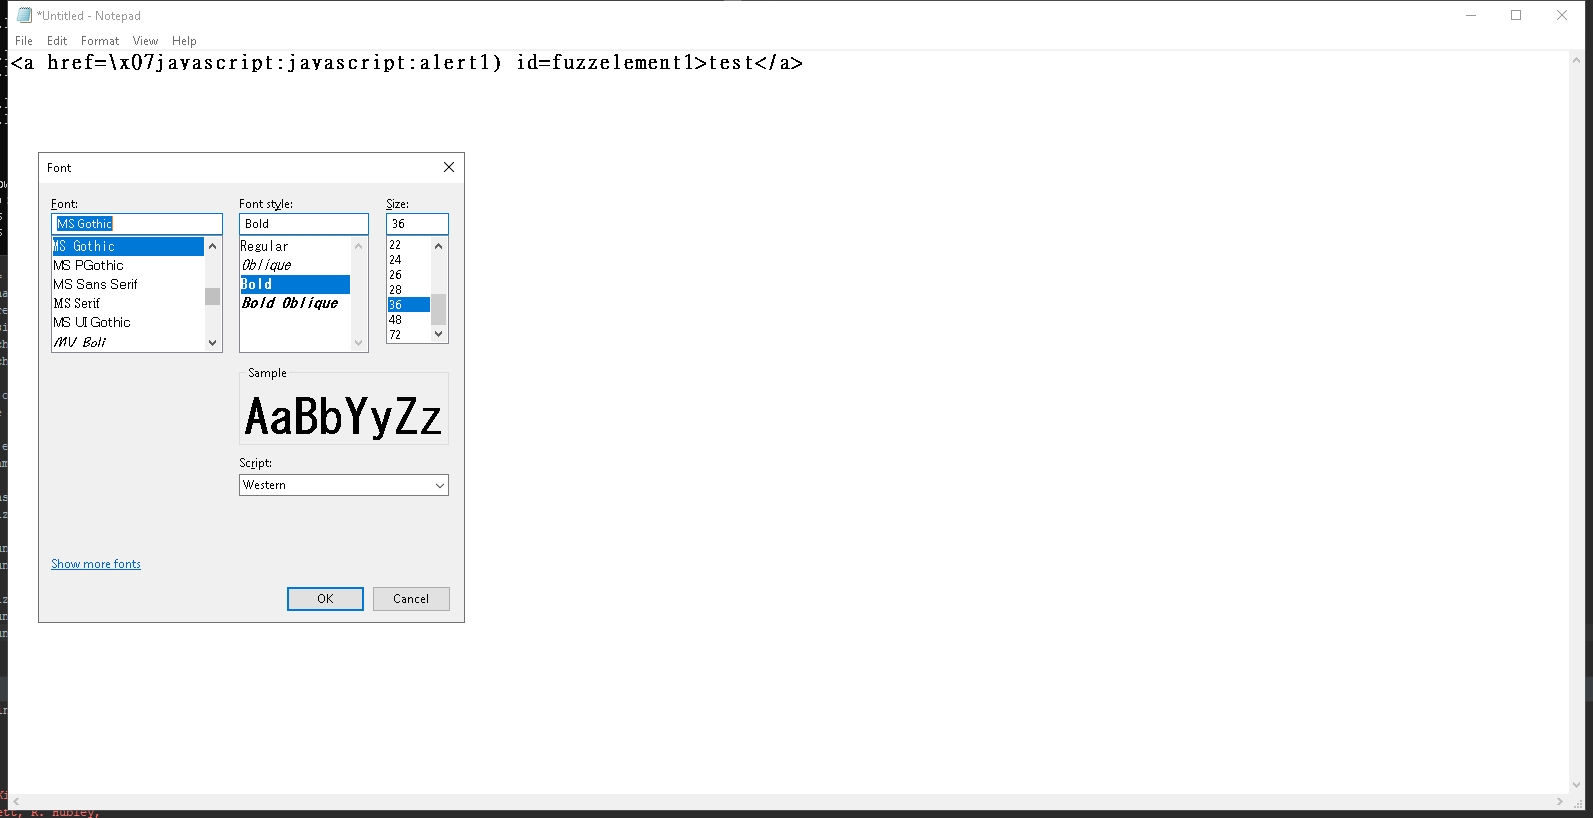 *Untitled - Notepad
File Edit Format View Help
<a href=\x07javascript:javascript:alert1) id=fuzzelement1>test</a>
Font
Font: Font style: Size:
MS Gothic Bold 36
MS Gothic Regular 22
MS PGothic Oblique 24
MS Sans Serif Bold 26
MS Serif Bold Oblique 28
MS UI Gothic 36
MV Boli 48
72
Sample
AaBbYyZz
Script:
Western
Show more fonts
OK Cancel
ett, R. Hubley,